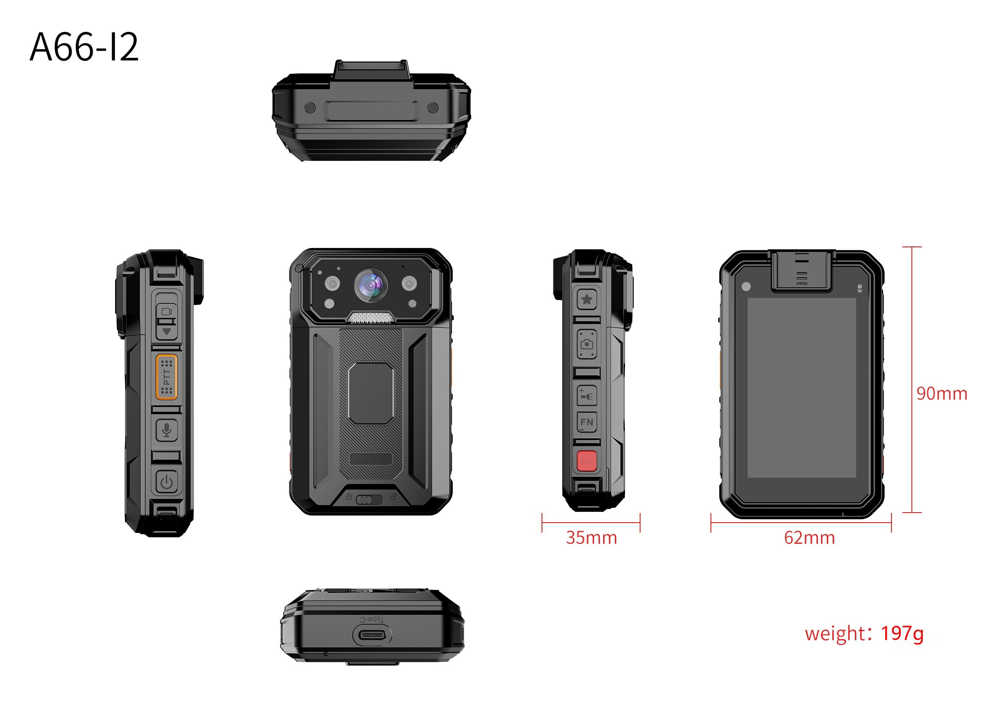 A66-I2
PTT
FN
SOS
90mm
35mm
62mm
Type-C
weight: 197g